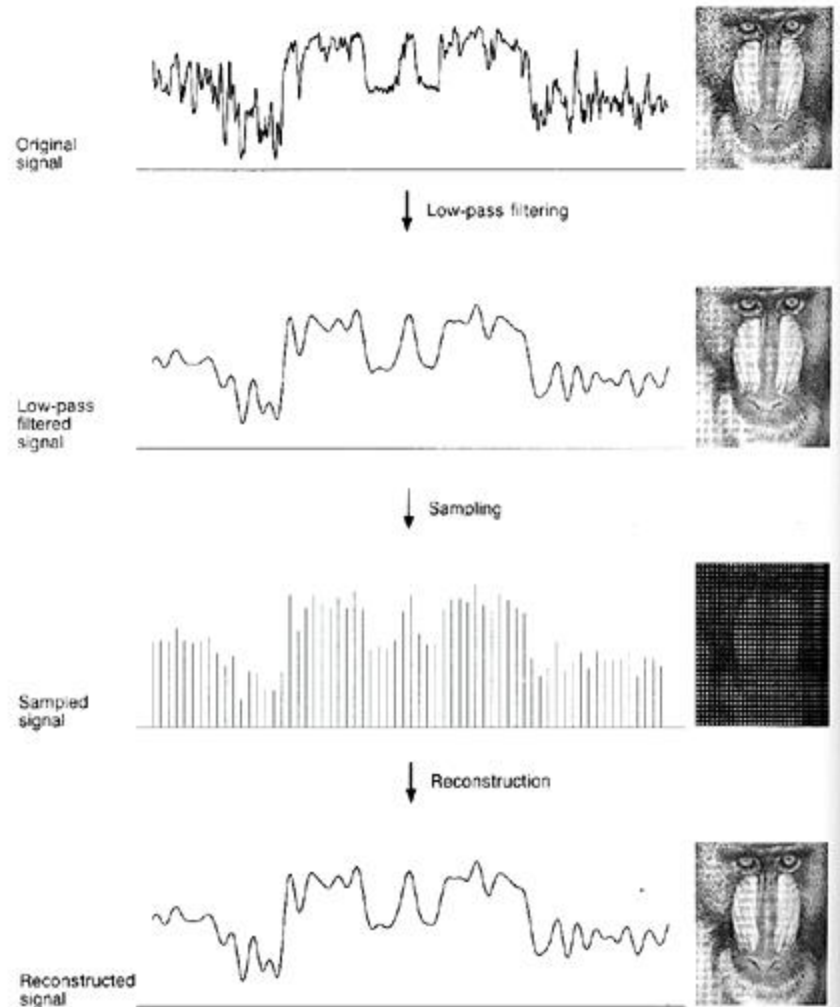 Original
signal
Low-pass filtering
Low-pass
filtered
signal
Sampling
Sampled
signal
Reconstruction
Reconstructed
signal